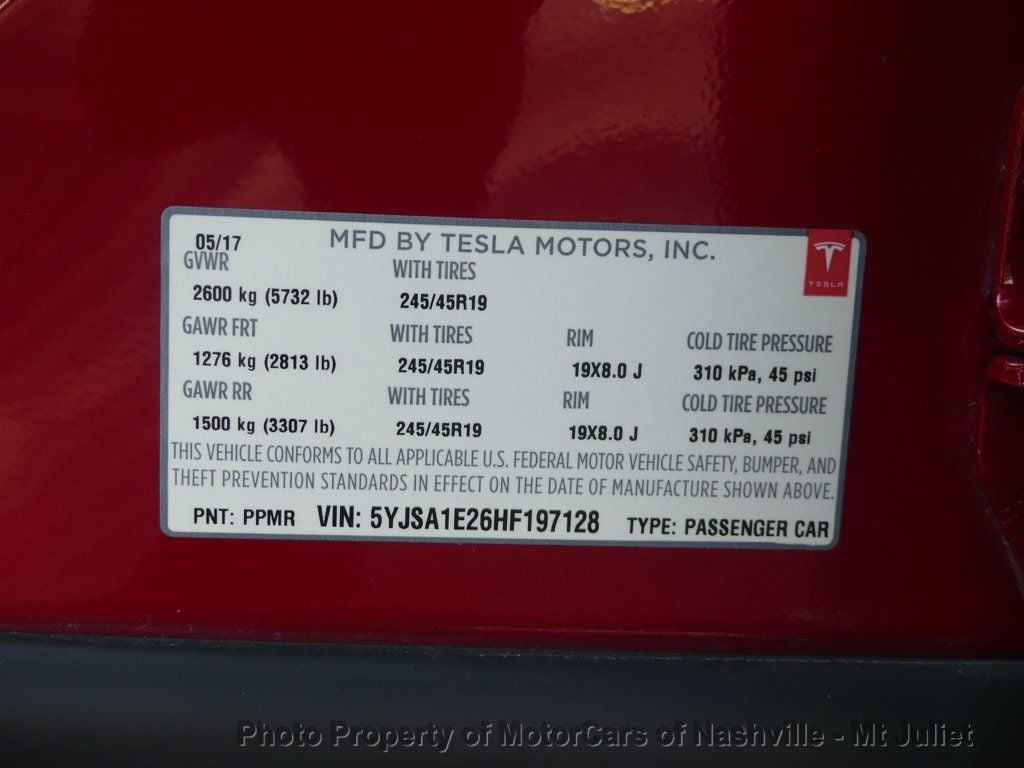 05/17 MFD BY TESLA MOTORS, INC.
TESLA
GVWR WITH TIRES
2600 kg (5732 lb) 245/45R19
GAWR FRT WITH TIRES RIM COLD TIRE PRESSURE
1276 kg (2813 lb) 245/45R19 19X8.0 J 310 kPa, 45 psi
GAWR RR WITH TIRES RIM COLD TIRE PRESSURE
1500 kg (3307 lb) 245/45R19 19X8.0 J 310 kPa, 45 psi
THIS VEHICLE CONFORMS TO ALL APPLICABLE U.S. FEDERAL MOTOR VEHICLE SAFETY, BUMPER, AND
THEFT PREVENTION STANDARDS IN EFFECT ON THE DATE OF MANUFACTURE SHOWN ABOVE.
PNT: PPMR VIN: 5YJSA1E26HF197128 TYPE: PASSENGER CAR
Photo Property of MotorCars of Nashville - Mt Juliet